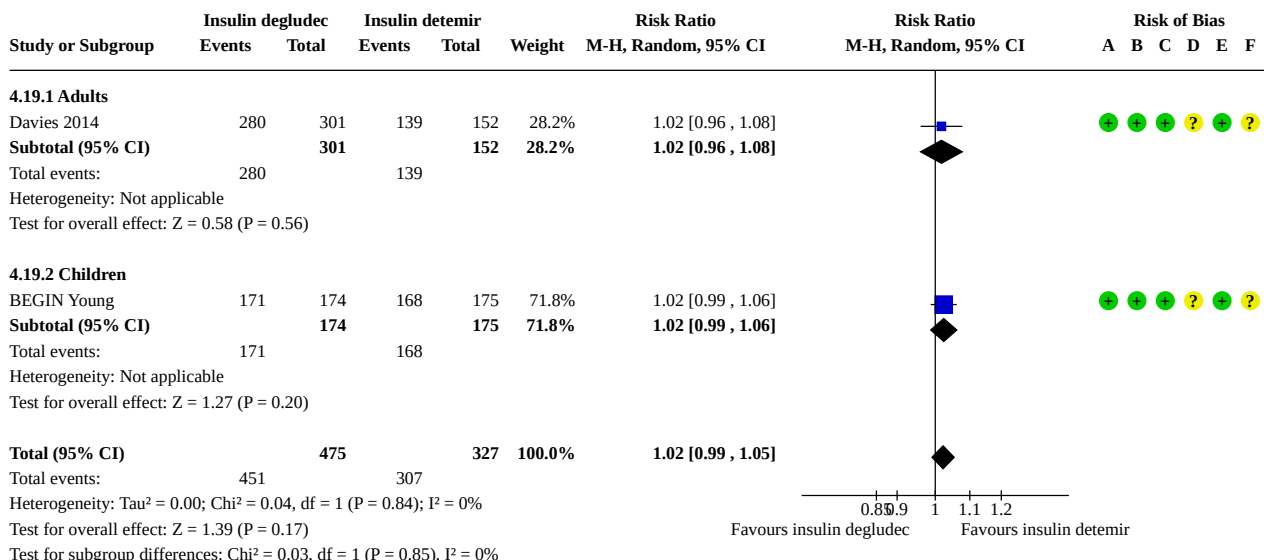 Insulin degludec Insulin detemir Risk Ratio Risk Ratio Risk of Bias
Study or Subgroup Events Total Events Total Weight M-H, Random, 95% CI M-H, Random, 95% CI A B C D E F
4.19.1 Adults
Davies 2014 280 301 139 152 28.2% 1.02 [0.96 , 1.08] + + + ? + ?
Subtotal (95% CI) 301 152 28.2% 1.02 [0.96 , 1.08]
Total events: 280 139
Heterogeneity: Not applicable
Test for overall effect: Z = 0.58 (P = 0.56)
4.19.2 Children
BEGIN Young 171 174 168 175 71.8% 1.02 [0.99 , 1.06] + + + ? + ?
Subtotal (95% CI) 174 175 71.8% 1.02 [0.99 , 1.06]
Total events: 171 168
Heterogeneity: Not applicable
Test for overall effect: Z = 1.27 (P = 0.20)
Total (95% CI) 475 327 100.0% 1.02 [0.99 , 1.05]
Total events: 451 307
Heterogeneity: Tau² = 0.00; Chi² = 0.04, df = 1 (P = 0.84); I² = 0%
0.85 0.9 1 1.1 1.2
Test for overall effect: Z = 1.39 (P = 0.17) Favours insulin degludec Favours insulin detemir
Test for subgroup differences: Chi² = 0.03, df = 1 (P = 0.85), I² = 0%